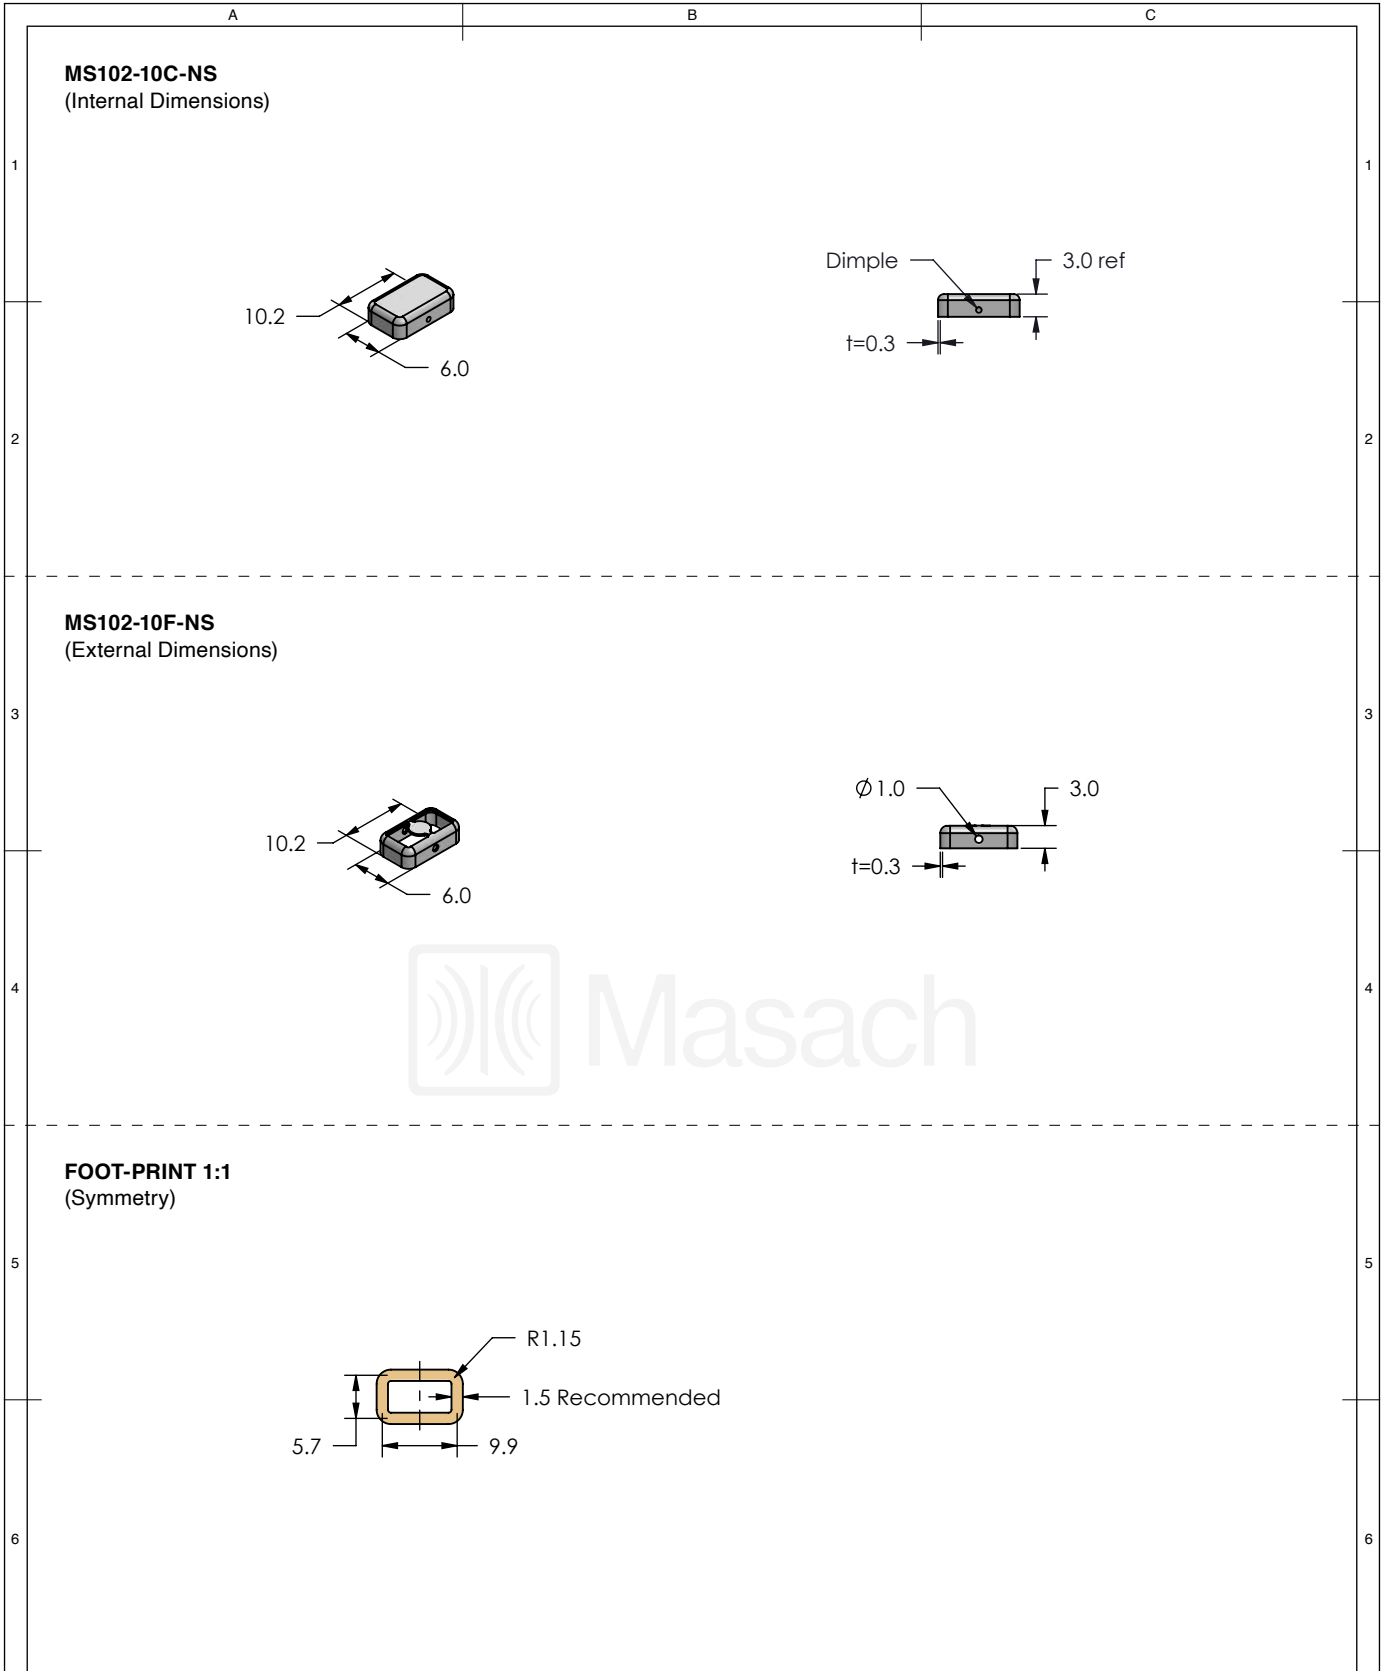 A B C
MS102-10C-NS
(Internal Dimensions)
1 1
Dimple 3.0 ref
10.2
t=0.3
6.0
2 2
MS102-10F-NS
(External Dimensions)
3 3
Ø1.0 3.0
10.2
t=0.3
6.0
Masach
4 4
FOOT-PRINT 1:1
(Symmetry)
5 5
R1.15
1.5 Recommended
5.7 9.9
6 6